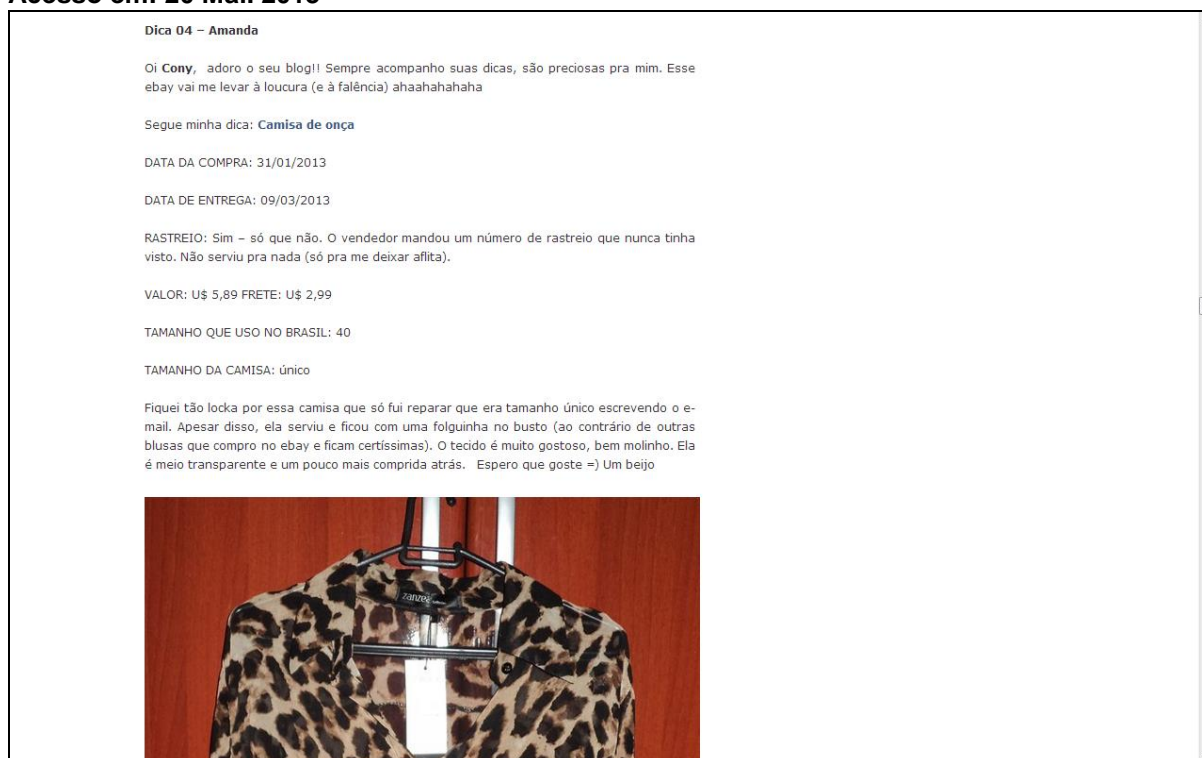 Dica 04 – Amanda
Oi Cony, adoro o seu blog!! Sempre acompanho suas dicas, são preciosas pra mim. Esse
ebay vai me levar à loucura (e à falência) ahaahahahaha
Segue minha dica: Camisa de onça
DATA DA COMPRA: 31/01/2013
DATA DE ENTREGA: 09/03/2013
RASTREIO: Sim – só que não. O vendedor mandou um número de rastreio que nunca tinha
visto. Não serviu pra nada (só pra me deixar aflita).
VALOR: U$ 5,89 FRETE: U$ 2,99
TAMANHO QUE USO NO BRASIL: 40
TAMANHO DA CAMISA: único
Fiquei tão locka por essa camisa que só fui reparar que era tamanho único escrevendo o e-
mail. Apesar disso, ela serviu e ficou com uma folguinha no busto (ao contrário de outras
blusas que compro no ebay e ficam certíssimas). O tecido é muito gostoso, bem molinho. Ela
é meio transparente e um pouco mais comprida atrás. Espero que goste =) Um beijo
zanzea